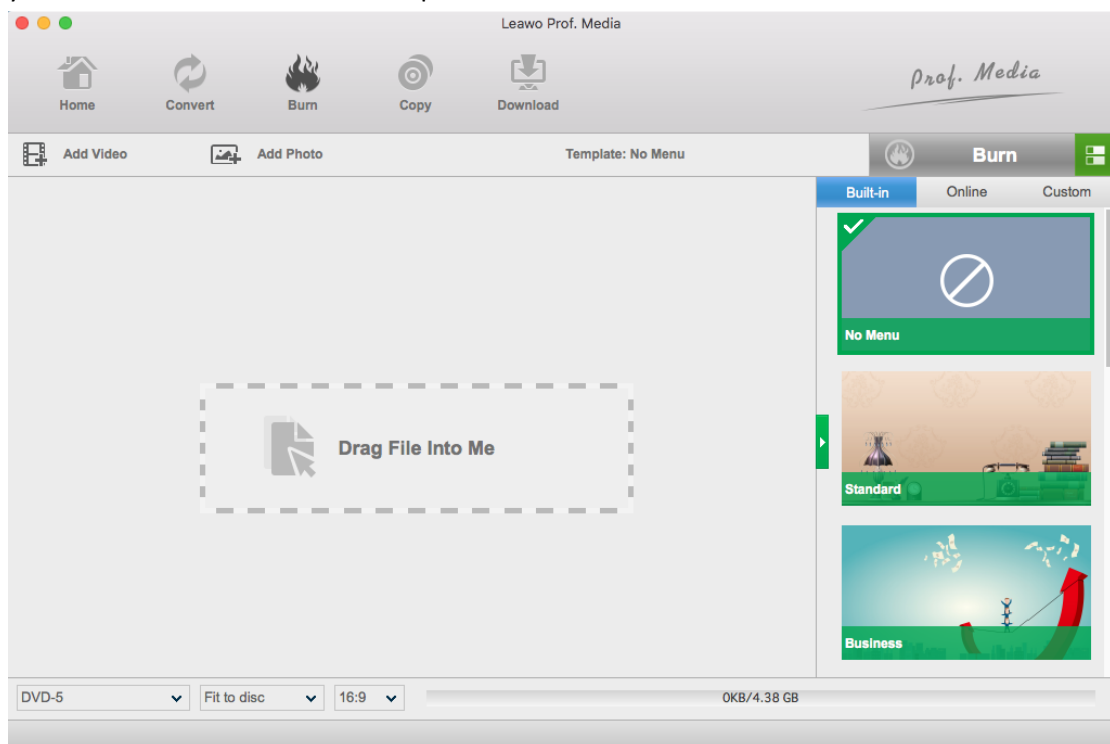 Leawo Prof. Media
Home Convert Burn Copy Download
Prof. Media
Add Video Add Photo Template: No Menu Burn
Built-in Online Custom
No Menu
Drag File Into Me
Standard
Business
DVD-5 Fit to disc 16:9 0KB/4.38 GB